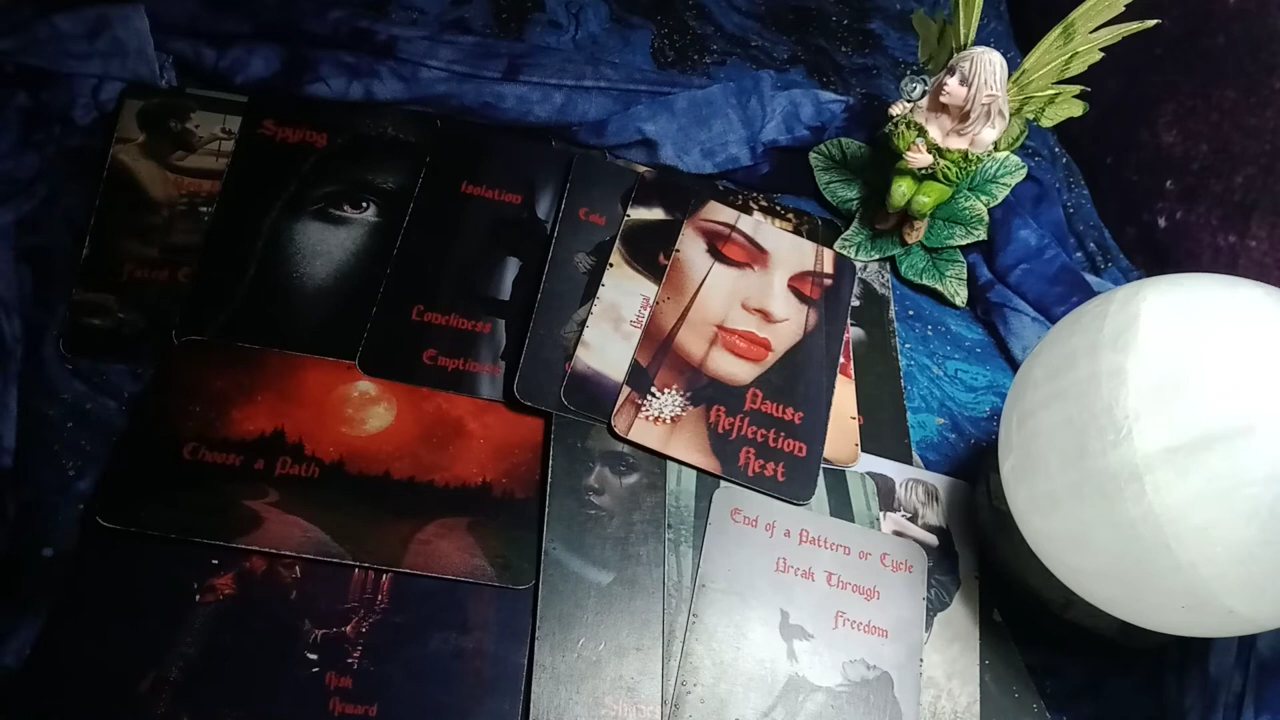 Spying
Isolation
Loneliness
Emptiness
Cold
Betrayal
Pause
Reflection
Rest
Choose a Path
End of a Pattern or Cycle
Break Through
Freedom
Risk
Reward